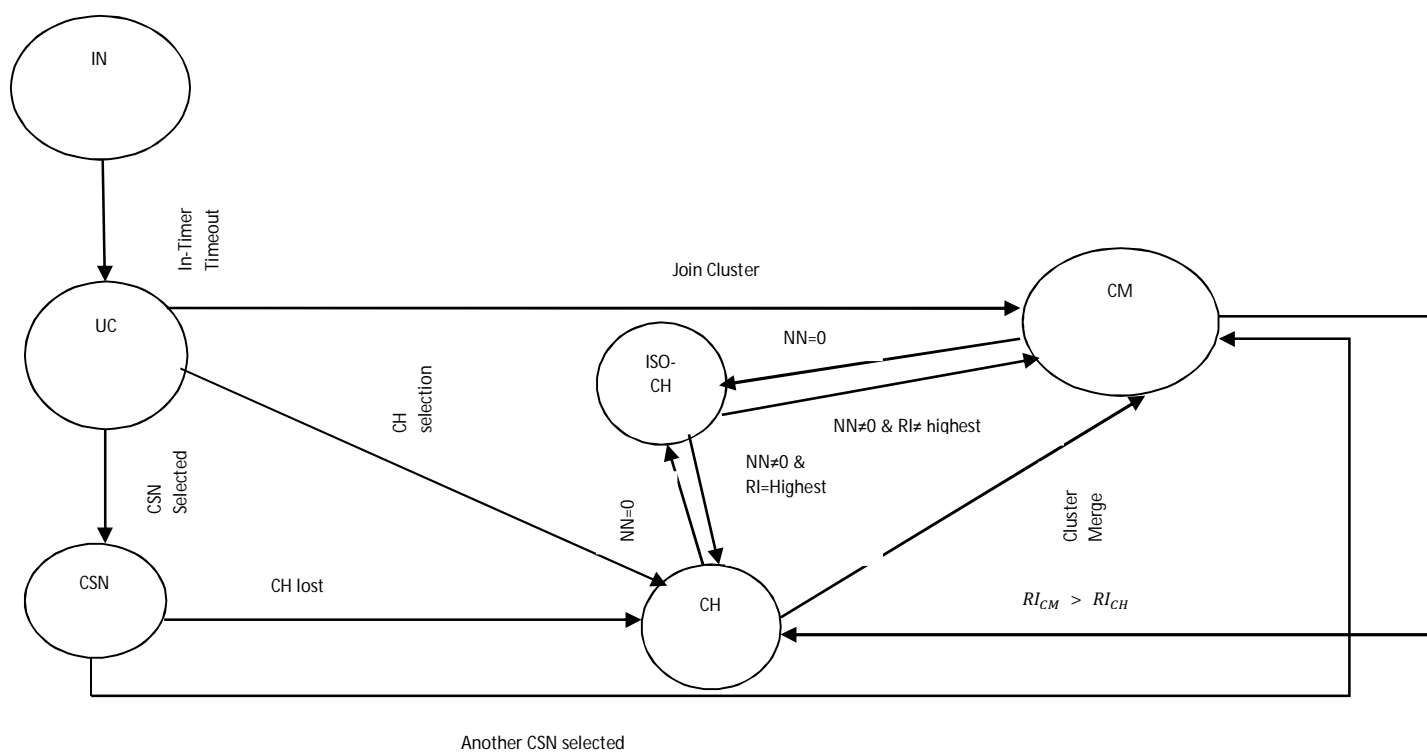 IN
In-Timer
Timeout
Join Cluster
CM
UC
NN=0
ISO-
CH
CH
selection
NN≠0 & RI≠ highest
NN≠0 &
RI=Highest
CSN
Selected
NN=0
Cluster
Merge
CSN
CH lost
CH
RI_CM > RI_CH
Another CSN selected